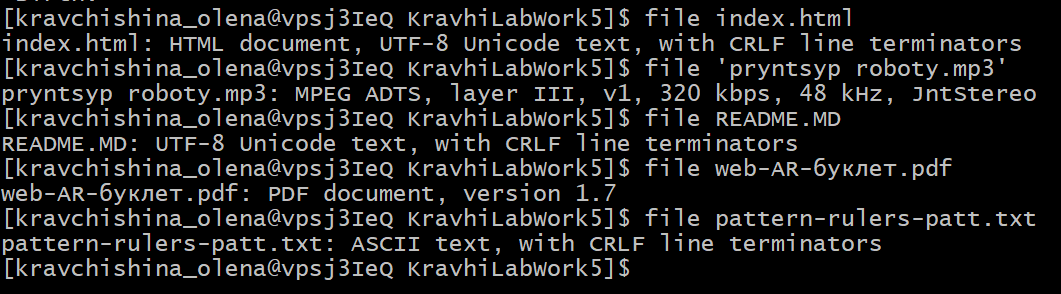 [kravchishina_olena@vpsj3IeQ KravhiLabWork5]$ file index.html
index.html: HTML document, UTF-8 Unicode text, with CRLF line terminators
[kravchishina_olena@vpsj3IeQ KravhiLabWork5]$ file 'pryntsyp roboty.mp3'
pryntsyp roboty.mp3: MPEG ADTS, layer III, v1, 320 kbps, 48 kHz, JntStereo
[kravchishina_olena@vpsj3IeQ KravhiLabWork5]$ file README.MD
README.MD: UTF-8 Unicode text, with CRLF line terminators
[kravchishina_olena@vpsj3IeQ KravhiLabWork5]$ file web-AR-буклет.pdf
web-AR-буклет.pdf: PDF document, version 1.7
[kravchishina_olena@vpsj3IeQ KravhiLabWork5]$ file pattern-rulers-patt.txt
pattern-rulers-patt.txt: ASCII text, with CRLF line terminators
[kravchishina_olena@vpsj3IeQ KravhiLabWork5]$